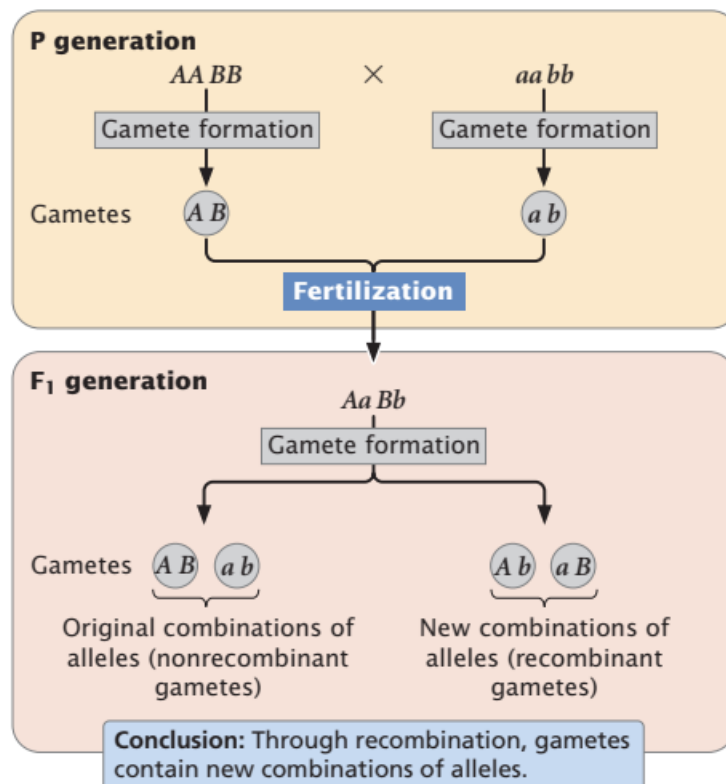 P generation
AA BB × aa bb
Gamete formation Gamete formation
Gametes A B a b
Fertilization
F1 generation
Aa Bb
Gamete formation
Gametes A B a b A b a B
Original combinations of New combinations of
alleles (nonrecombinant alleles (recombinant
gametes) gametes)
Conclusion: Through recombination, gametes
contain new combinations of alleles.